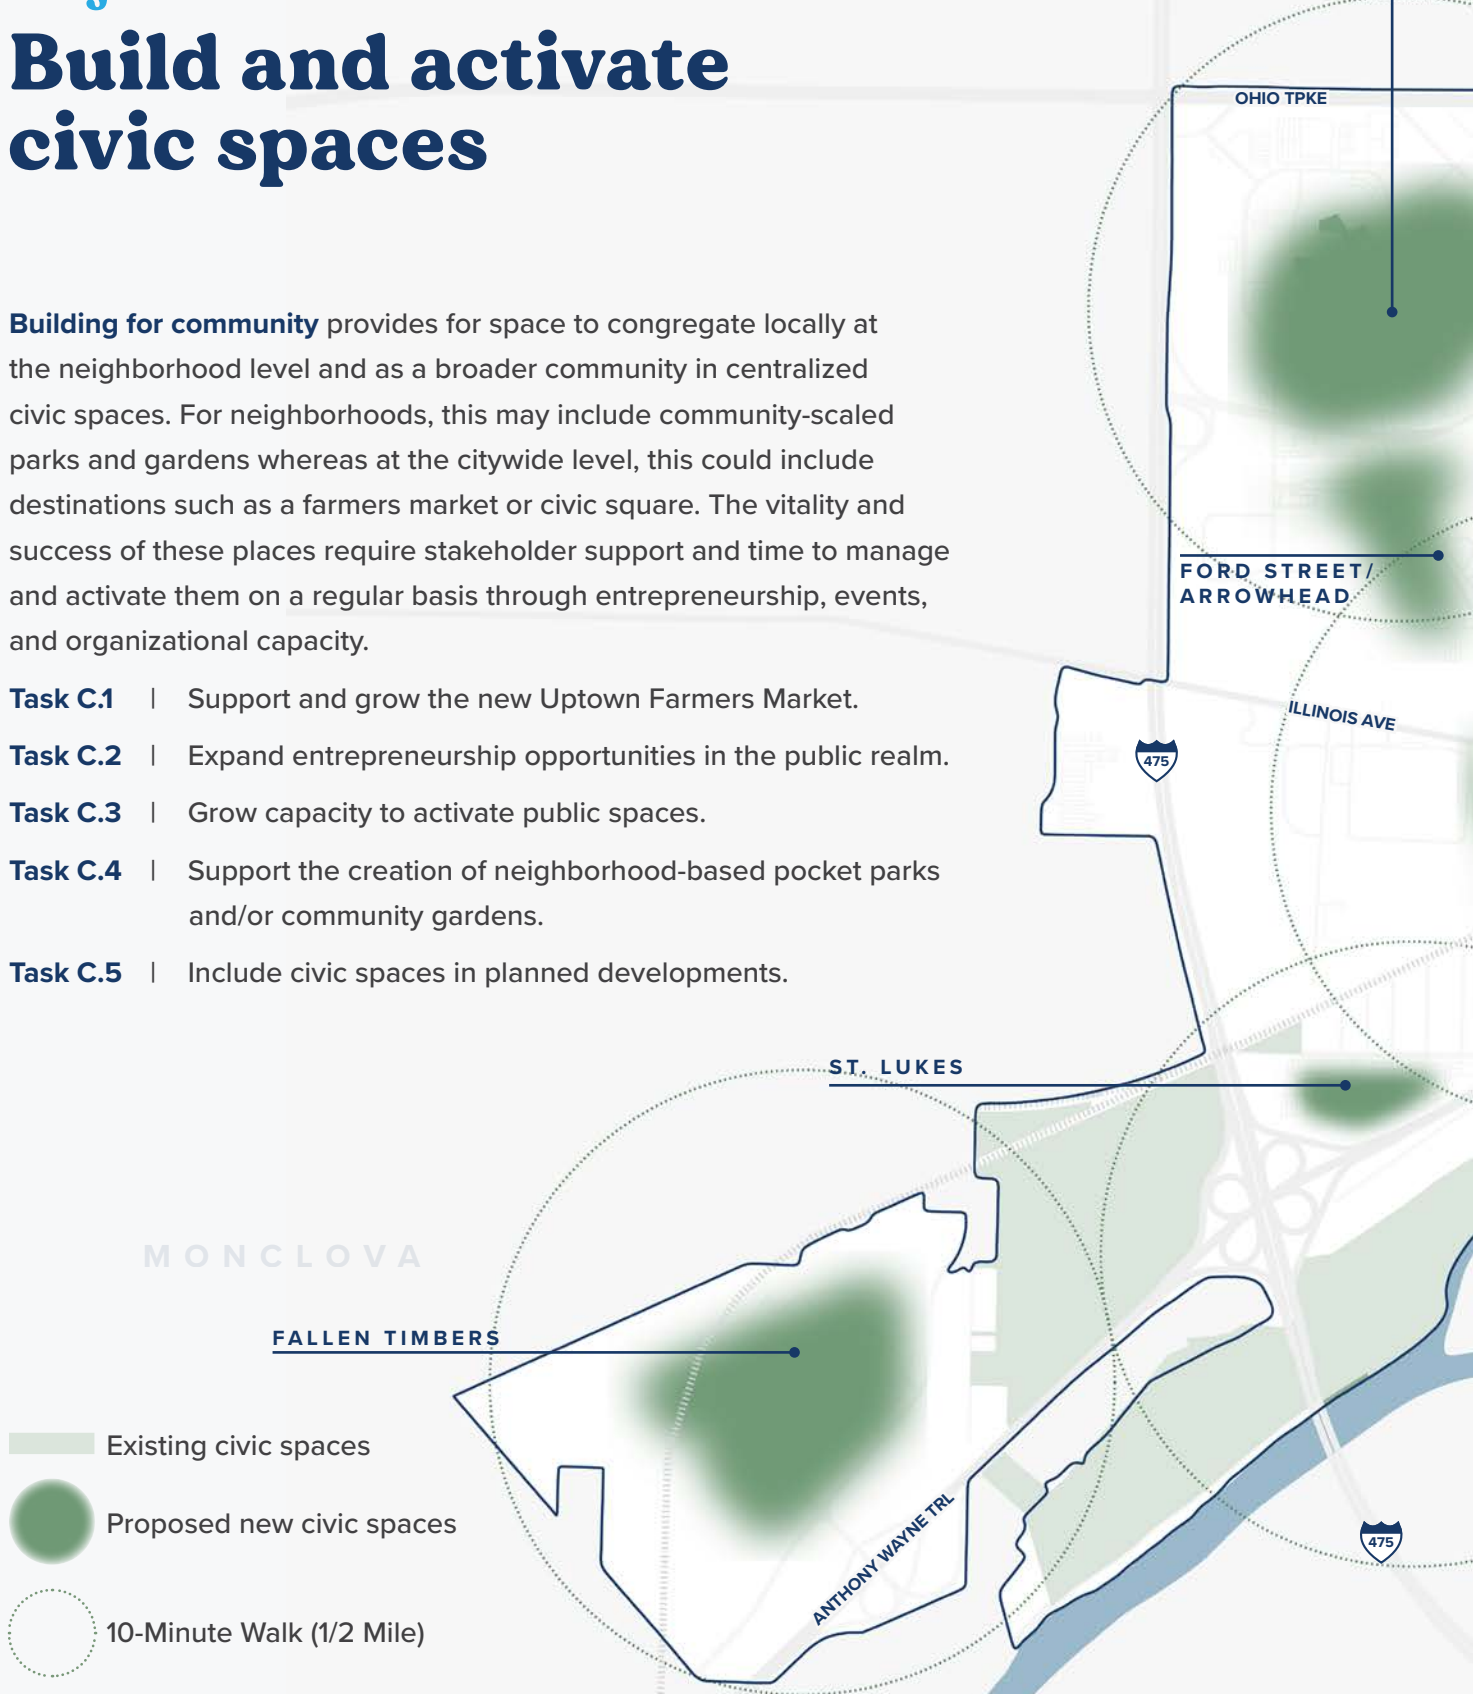 Build and activate
civic spaces
Building for community provides for space to congregate locally at
the neighborhood level and as a broader community in centralized
civic spaces. For neighborhoods, this may include community-scaled
parks and gardens whereas at the citywide level, this could include
destinations such as a farmers market or civic square. The vitality and
success of these places require stakeholder support and time to manage
and activate them on a regular basis through entrepreneurship, events,
and organizational capacity.
Task C.1 | Support and grow the new Uptown Farmers Market.
Task C.2 | Expand entrepreneurship opportunities in the public realm.
Task C.3 | Grow capacity to activate public spaces.
Task C.4 | Support the creation of neighborhood-based pocket parks
and/or community gardens.
Task C.5 | Include civic spaces in planned developments.
OHIO TPKE
FORD STREET/
ARROWHEAD
ILLINOIS AVE
475
ST. LUKES
MONCLOVA
FALLEN TIMBERS
ANTHONY WAYNE TRL
475
Existing civic spaces
Proposed new civic spaces
10-Minute Walk (1/2 Mile)